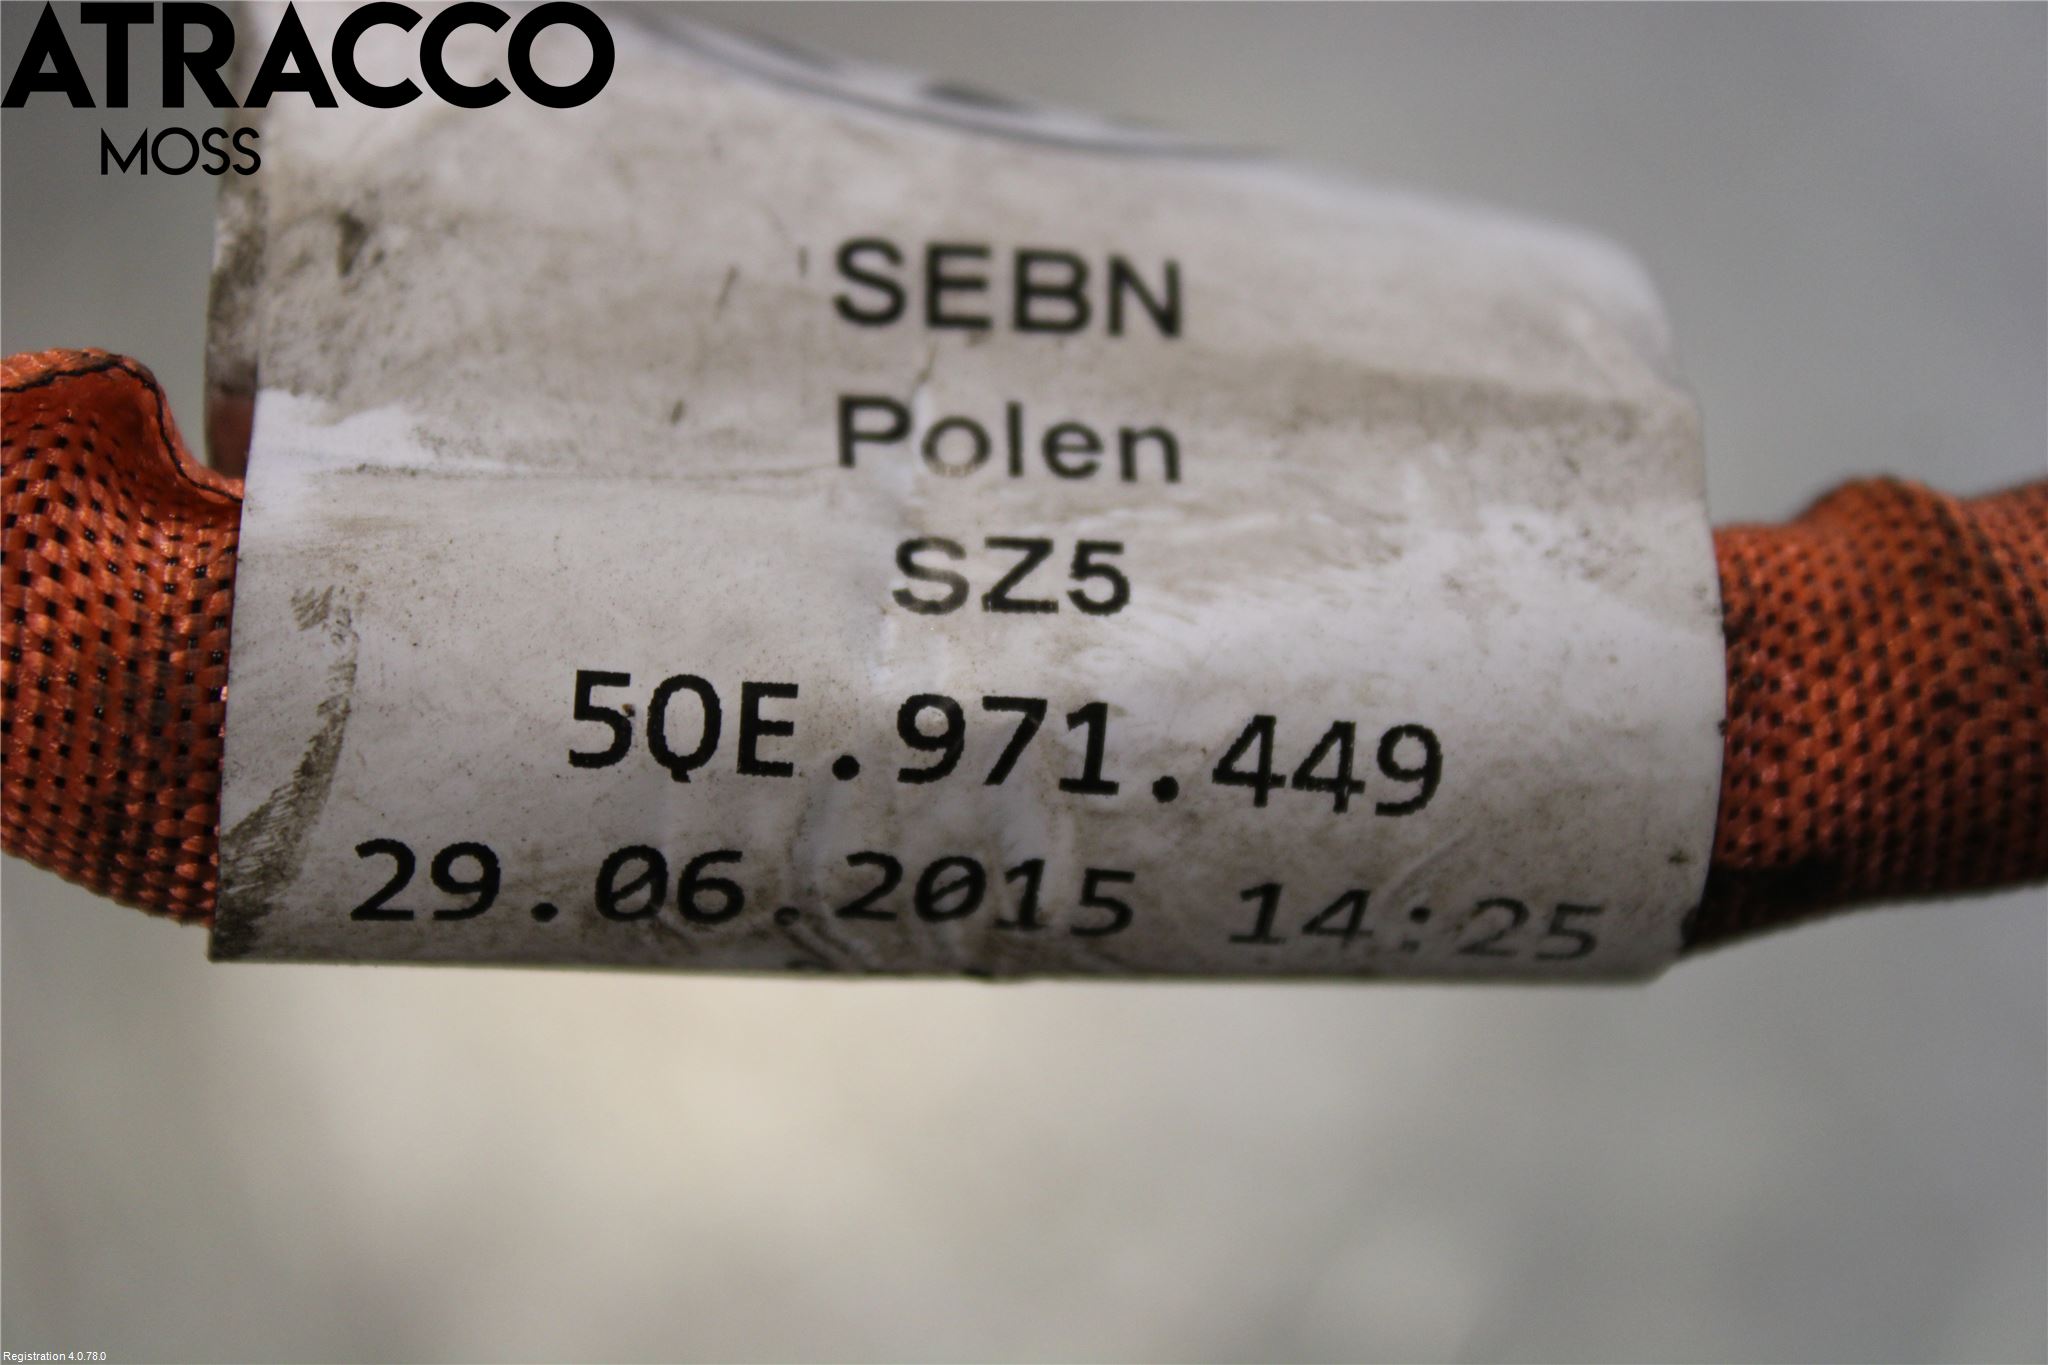 ATRACCO
MOSS
SEBN
Polen
SZ5
5QE.971.449
29.06.2015 14:25
Registration 4.0.78.0